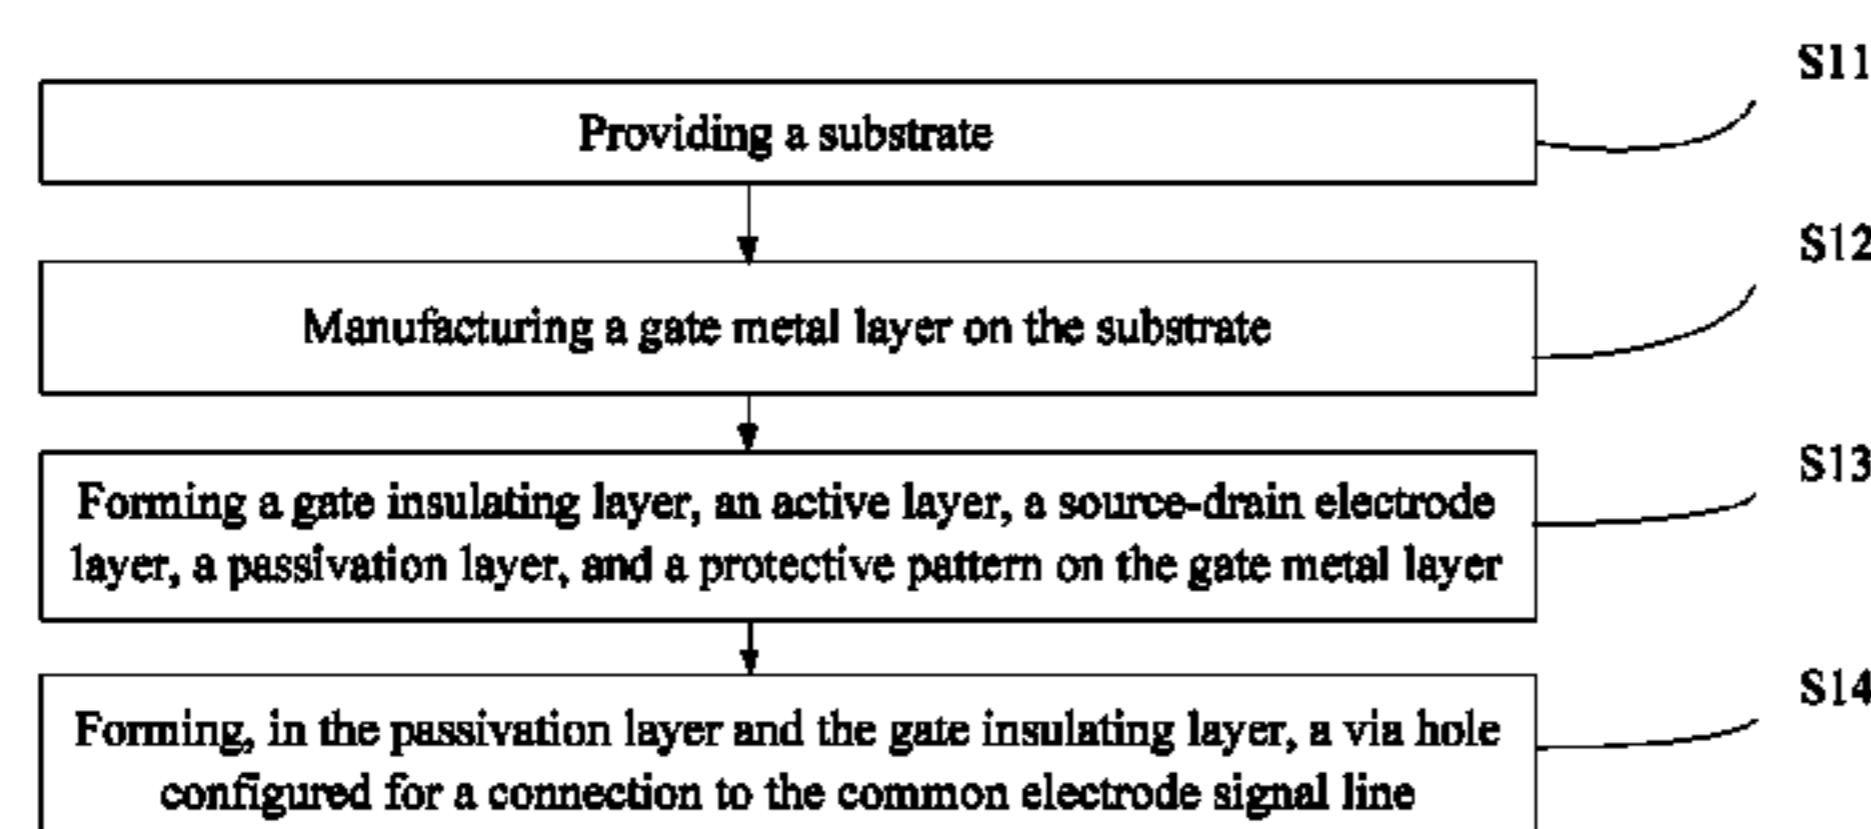 S11
Providing a substrate
S12
Manufacturing a gate metal layer on the substrate
S13
Forming a gate insulating layer, an active layer, a source-drain electrode
layer, a passivation layer, and a protective pattern on the gate metal layer
S14
Forming, in the passivation layer and the gate insulating layer, a via hole
configured for a connection to the common electrode signal line